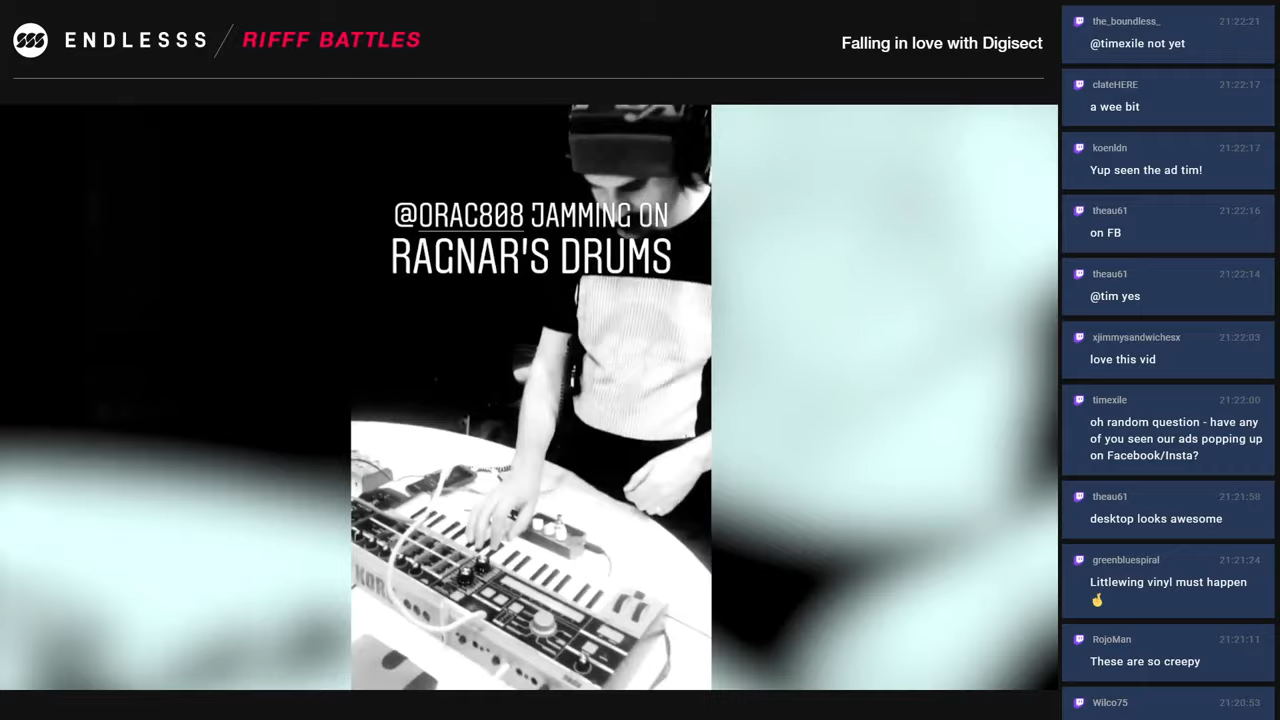 ENDLESSS / RIFFF BATTLES
Falling in love with Digisect
@ORAC808 JAMMING ON
RAGNAR'S DRUMS
KORG
the_boundless_ 21:22:21
@timexile not yet
clateHERE 21:22:17
a wee bit
koenldn 21:22:17
Yup seen the ad tim!
theau61 21:22:16
on FB
theau61 21:22:14
@tim yes
xjimmysandwichesx 21:22:03
love this vid
timexile 21:22:00
oh random question - have any
of you seen our ads popping up
on Facebook/Insta?
theau61 21:21:58
desktop looks awesome
greenbluespiral 21:21:24
Littlewing vinyl must happen
🤞
RojoMan 21:21:11
These are so creepy
Wilco75 21:20:53